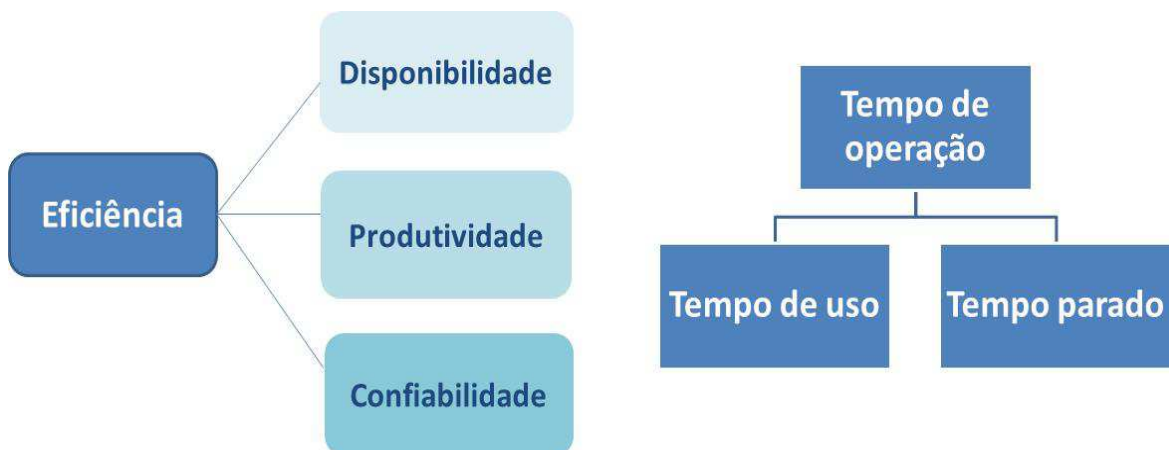 Eficiência
Disponibilidade
Produtividade
Confiabilidade
Tempo de
operação
Tempo de uso
Tempo parado